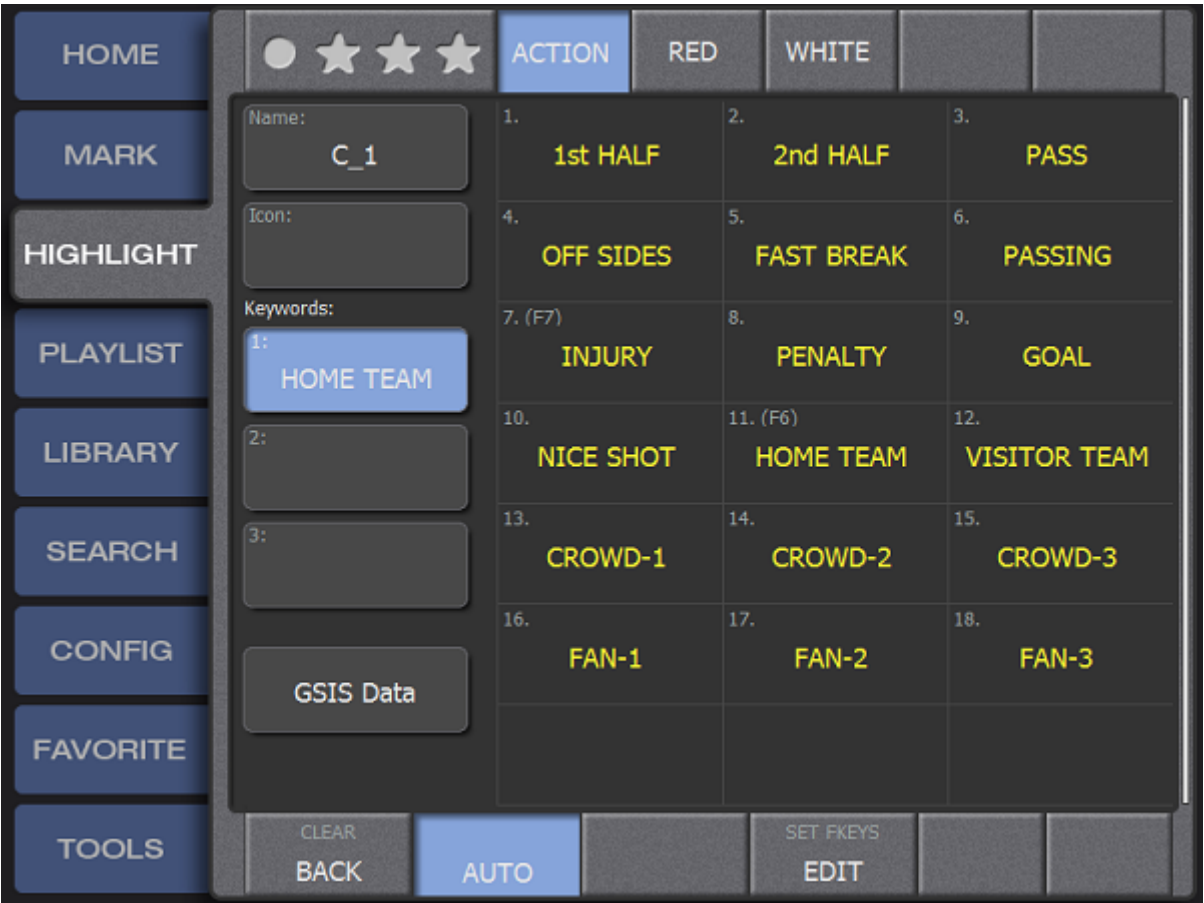 HOME
MARK
HIGHLIGHT
PLAYLIST
LIBRARY
SEARCH
CONFIG
FAVORITE
TOOLS
ACTION
RED
WHITE
Name:
C_1
Icon:
Keywords:
1:
HOME TEAM
2:
3:
GSIS Data
1.
1st HALF
2.
2nd HALF
3.
PASS
4.
OFF SIDES
5.
FAST BREAK
6.
PASSING
7. (F7)
INJURY
8.
PENALTY
9.
GOAL
10.
NICE SHOT
11. (F6)
HOME TEAM
12.
VISITOR TEAM
13.
CROWD-1
14.
CROWD-2
15.
CROWD-3
16.
FAN-1
17.
FAN-2
18.
FAN-3
CLEAR
BACK
AUTO
SET FKEYS
EDIT